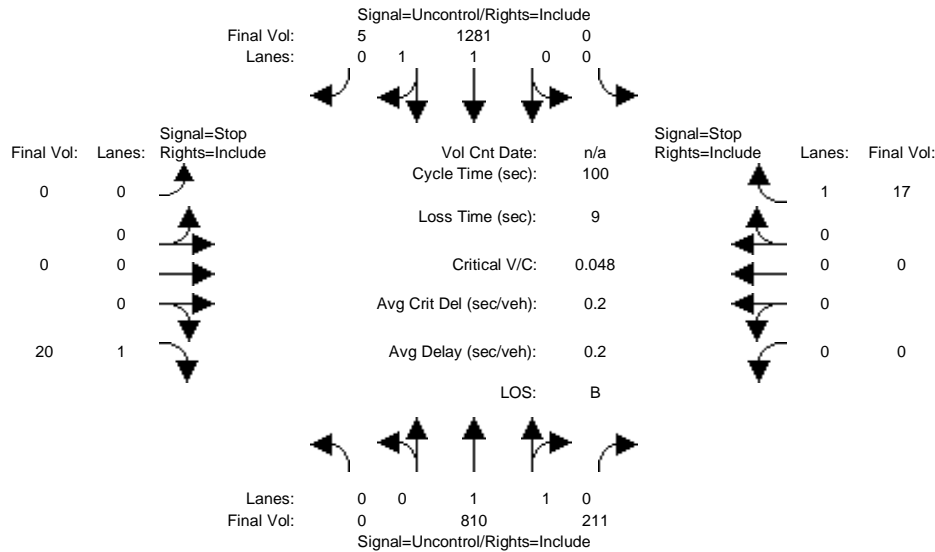 Signal=Uncontrol/Rights=Include
Final Vol: 5 1281 0
Lanes: 0 1 1 0 0
Signal=Stop Signal=Stop
Final Vol: Lanes: Rights=Include Vol Cnt Date: n/a Rights=Include Lanes: Final Vol:
Cycle Time (sec): 100
0 0 1 17
Loss Time (sec): 9
0 0
0 0 Critical V/C: 0.048 0 0
0 Avg Crit Del (sec/veh): 0.2 0
20 1 Avg Delay (sec/veh): 0.2 0 0
LOS: B
Lanes: 0 0 1 1 0
Final Vol: 0 810 211
Signal=Uncontrol/Rights=Include